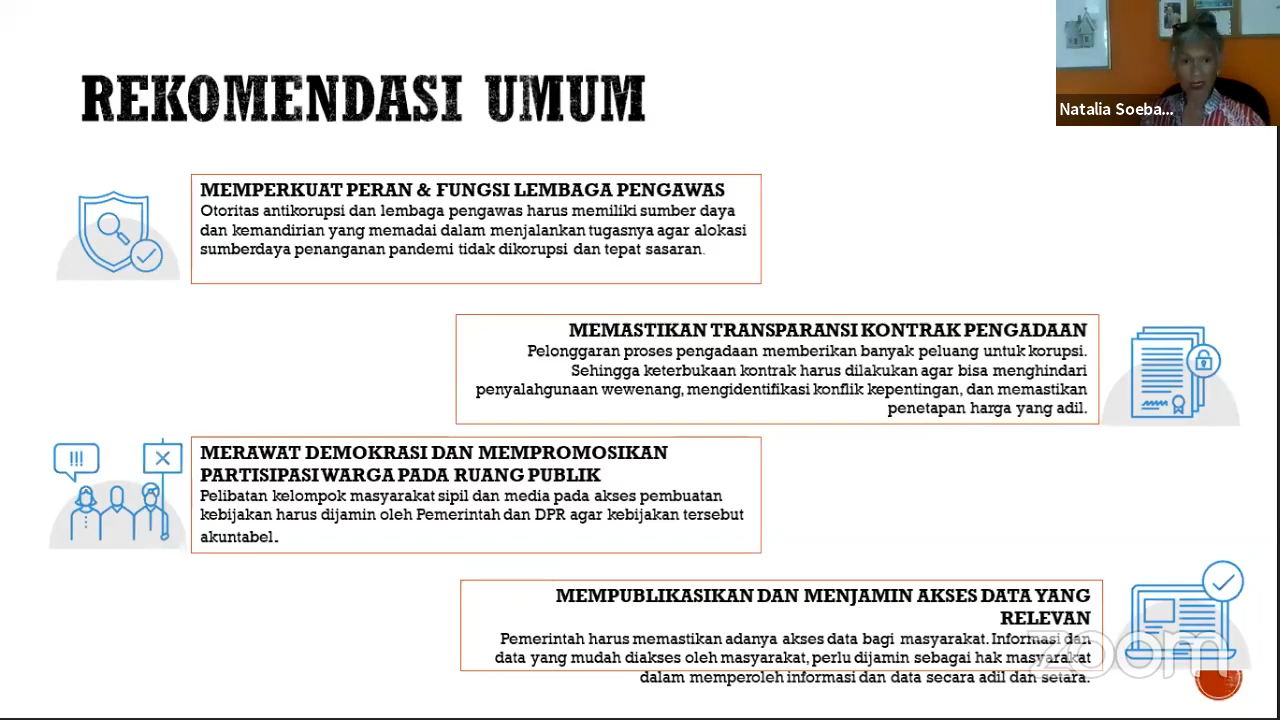 REKOMENDASI UMUM
Natalia Soeba...
MEMPERKUAT PERAN & FUNGSI LEMBAGA PENGAWAS
Otoritas antikorupsi dan lembaga pengawas harus memiliki sumber daya
dan kemandirian yang memadai dalam menjalankan tugasnya agar alokasi
sumberdaya penanganan pandemi tidak dikorupsi dan tepat sasaran.
MEMASTIKAN TRANSPARANSI KONTRAK PENGADAAN
Pelonggaran proses pengadaan memberikan banyak peluang untuk korupsi.
Sehingga keterbukaan kontrak harus dilakukan agar bisa menghindari
penyalahgunaan wewenang, mengidentifikasi konflik kepentingan, dan memastikan
penetapan harga yang adil.
!!!
MERAWAT DEMOKRASI DAN MEMPROMOSIKAN
PARTISIPASI WARGA PADA RUANG PUBLIK
Pelibatan kelompok masyarakat sipil dan media pada akses pembuatan
kebijakan harus dijamin oleh Pemerintah dan DPR agar kebijakan tersebut
akuntabel.
MEMPUBLIKASIKAN DAN MENJAMIN AKSES DATA YANG
RELEVAN
Pemerintah harus memastikan adanya akses data bagi masyarakat. Informasi dan
data yang mudah diakses oleh masyarakat, perlu dijamin sebagai hak masyarakat
dalam memperoleh informasi dan data secara adil dan setara.
zoom